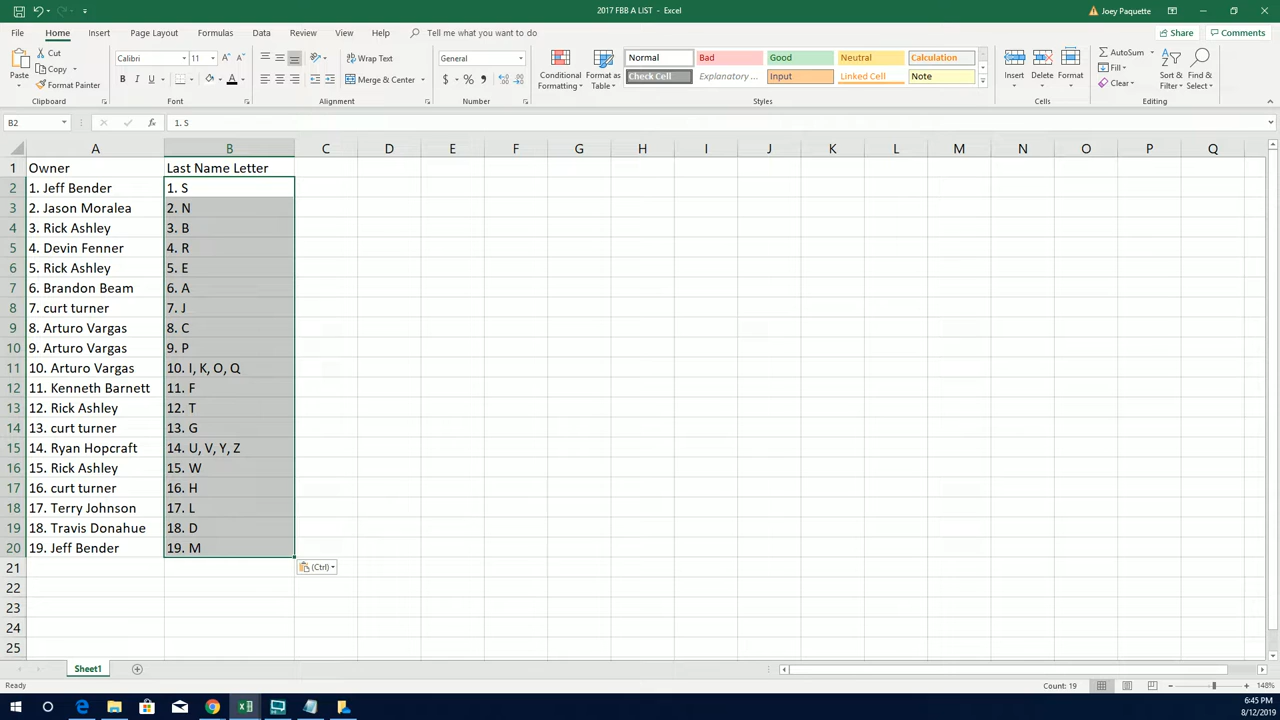 2017 FBB A LIST - Excel
Joey Paquette
File Home Insert Page Layout Formulas Data Review View Help Tell me what you want to do
Share Comments
Paste
Cut
Copy
Format Painter
Clipboard
Calibri 11
B I U
A A
Font
Wrap Text
Merge & Center
Alignment
General
$ % ,
Number
Conditional Formatting
Format as Table
Normal Bad Good Neutral Calculation
Check Cell Explanatory ... Input Linked Cell Note
Styles
Insert Delete Format
Cells
AutoSum
Fill
Clear
Sort & Filter
Find & Select
Editing
B2
fx
1. S
A B C D E F G H I J K L M N O P Q
1 Owner Last Name Letter
2 1. Jeff Bender 1. S
3 2. Jason Moralea 2. N
4 3. Rick Ashley 3. B
5 4. Devin Fenner 4. R
6 5. Rick Ashley 5. E
7 6. Brandon Beam 6. A
8 7. curt turner 7. J
9 8. Arturo Vargas 8. C
10 9. Arturo Vargas 9. P
11 10. Arturo Vargas 10. I, K, O, Q
12 11. Kenneth Barnett 11. F
13 12. Rick Ashley 12. T
14 13. curt turner 13. G
15 14. Ryan Hopcraft 14. U, V, Y, Z
16 15. Rick Ashley 15. W
17 16. curt turner 16. H
18 17. Terry Johnson 17. L
19 18. Travis Donahue 18. D
20 19. Jeff Bender 19. M
21 (Ctrl)
22
23
24
25
Sheet1
Ready
Count: 19
148%
6:45 PM
8/12/2019